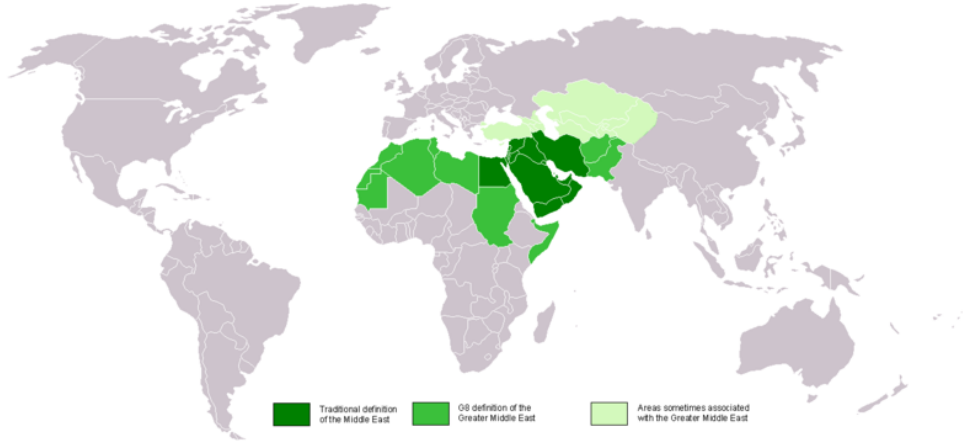 Traditional definition
of the Middle East
G8 definition of the
Greater Middle East
Areas sometimes associated
with the Greater Middle East